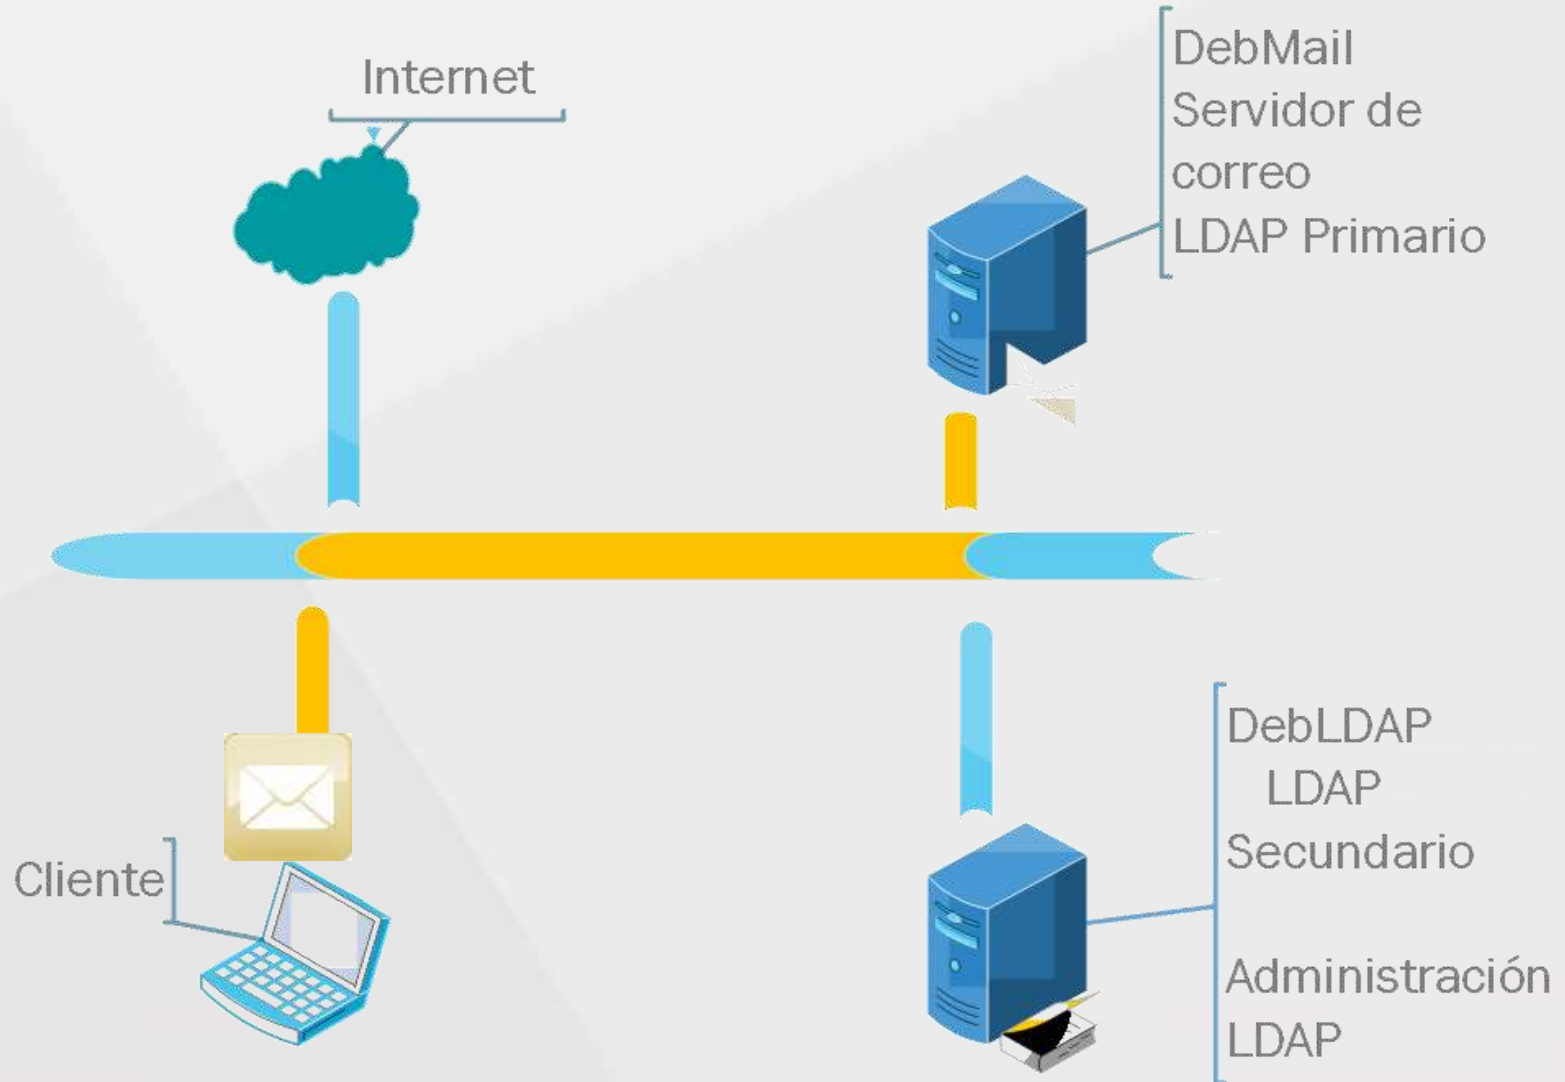 Internet
DebMail
Servidor de
correo
LDAP Primario
Cliente
DebLDAP
LDAP
Secundario
Administración
LDAP